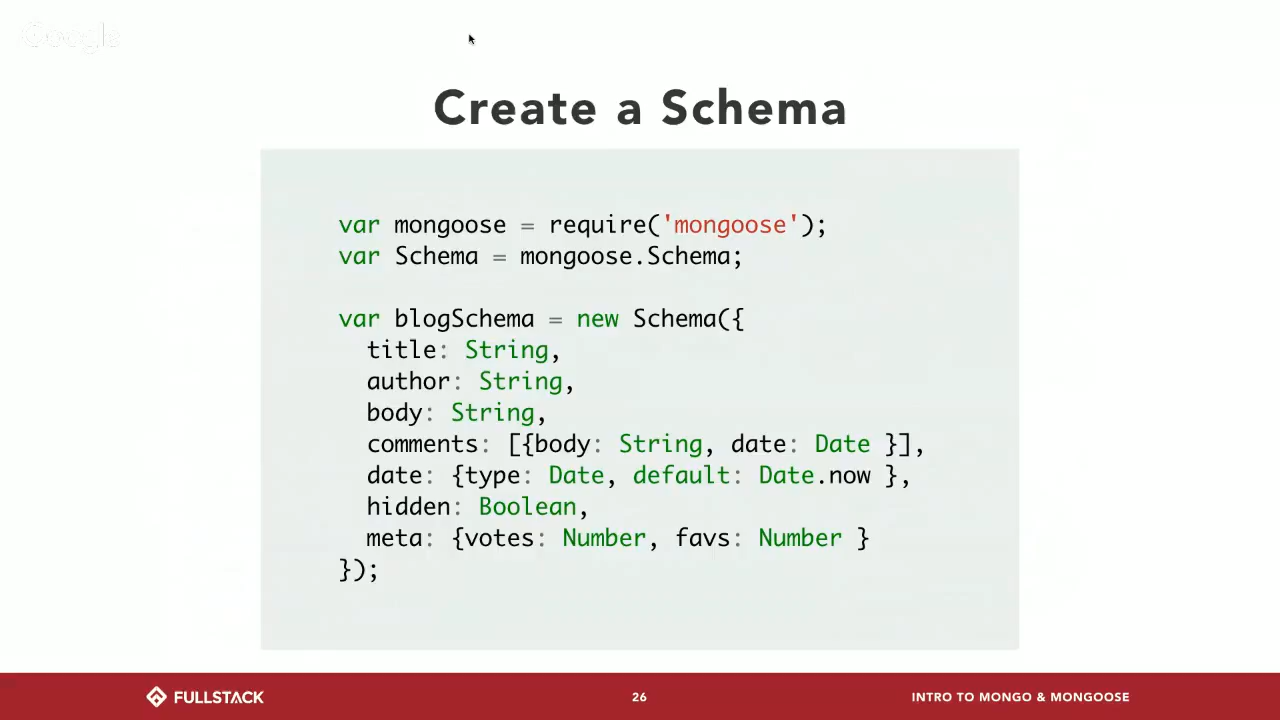 Google
Create a Schema
var mongoose = require('mongoose');
var Schema = mongoose.Schema;
var blogSchema = new Schema({
  title: String,
  author: String,
  body: String,
  comments: [{body: String, date: Date }],
  date: {type: Date, default: Date.now },
  hidden: Boolean,
  meta: {votes: Number, favs: Number }
});
FULLSTACK
26
INTRO TO MONGO & MONGOOSE